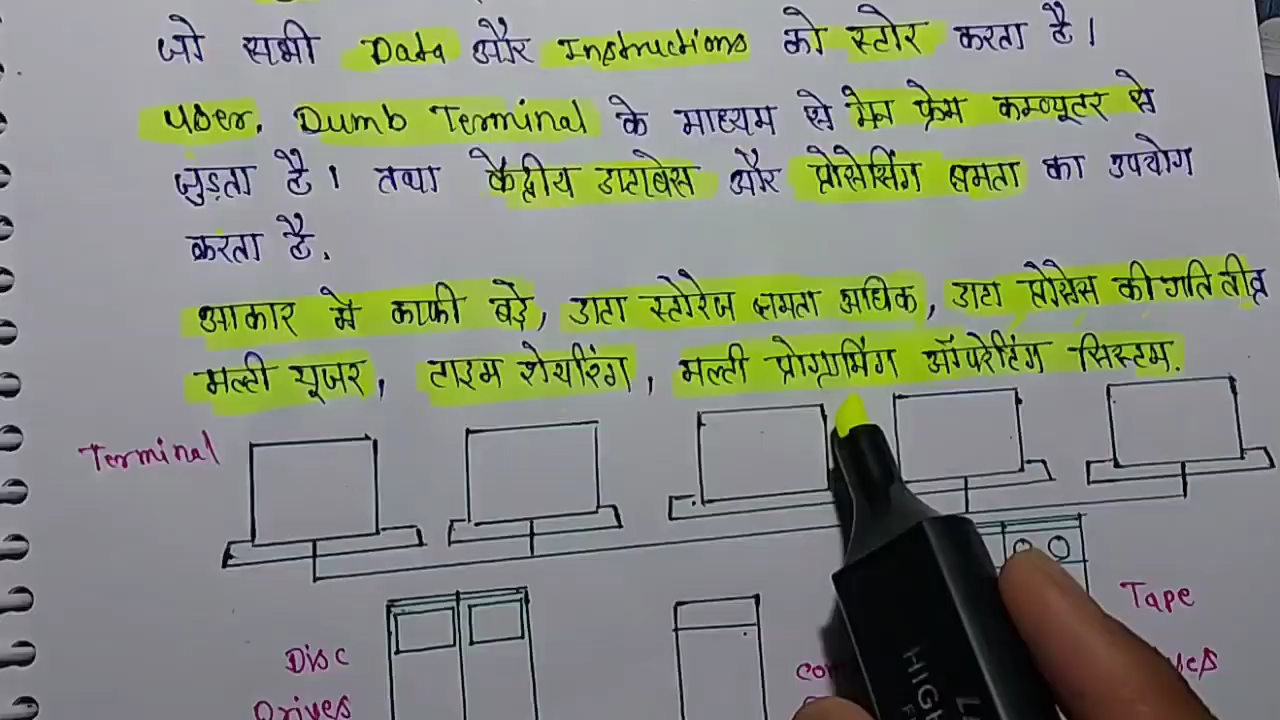 जो सभी Data और Instructions को स्टोर करता है।
User, Dumb Terminal के माध्यम से मेन फ्रेम कम्प्यूटर से
जुड़ता है। तथा केंद्रीय डाटाबेस और प्रोसेसिंग क्षमता का उपयोग
करता है.
आकार मे काफी बड़े, डाटा स्टोरेज क्षमता अधिक, डाटा प्रोसेस की गति तीव्र
मल्टी यूजर, टाइम शेयरिंग, मल्टी प्रोग्रामिंग ऑपरेटिंग सिस्टम.
Terminal
Tape
Disc
Drives